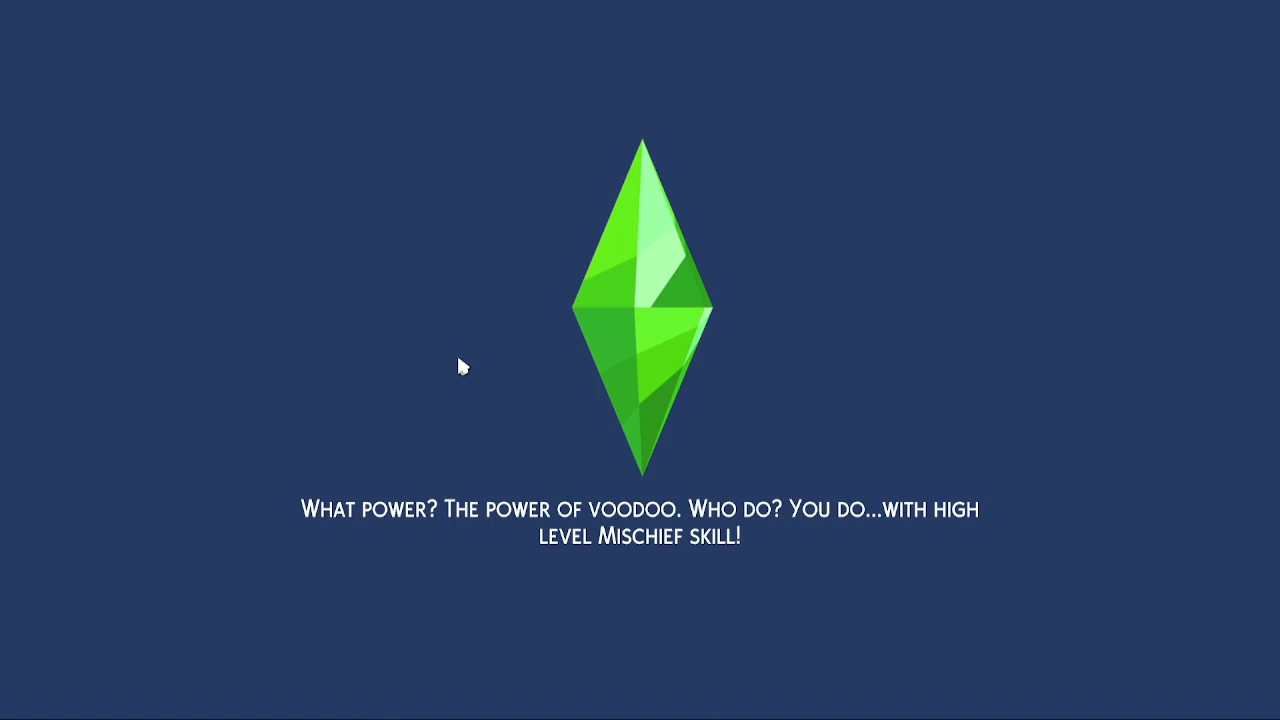 What power? The power of voodoo. Who do? You do...with high
level Mischief skill!